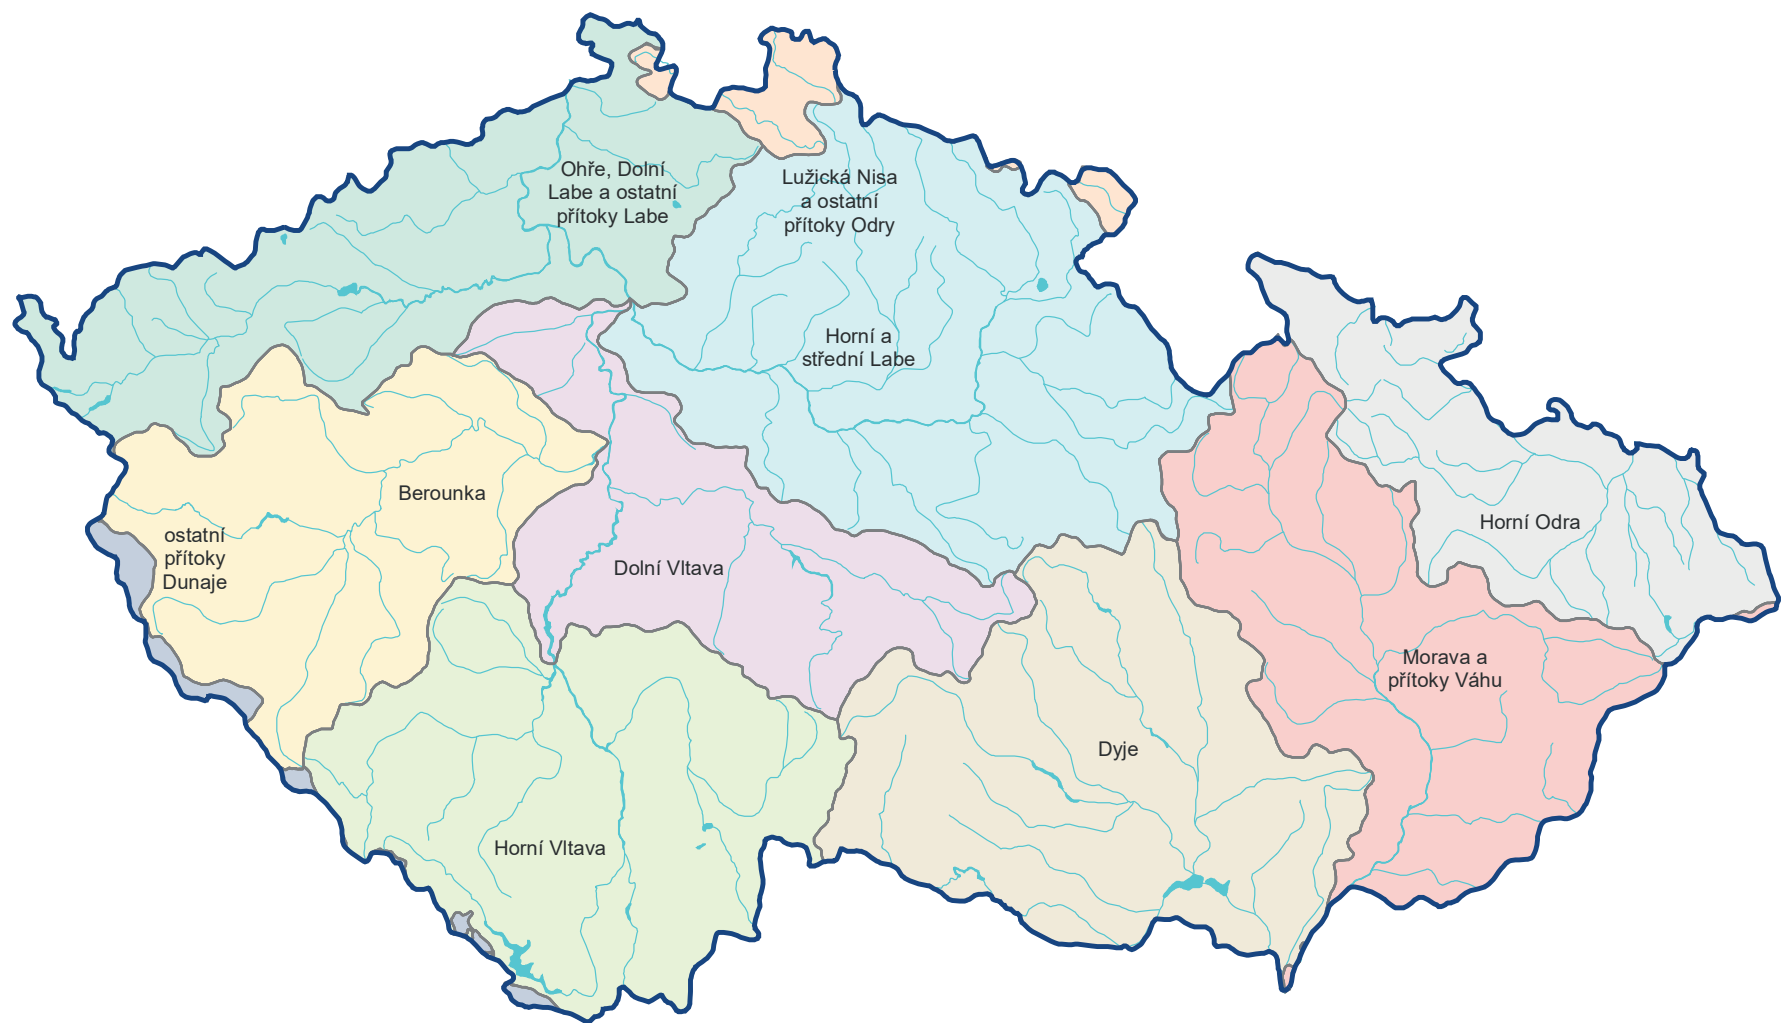 Ohře, Dolní
Labe a ostatní
přítoky Labe
Lužická Nisa
a ostatní
přítoky Odry
Horní a
střední Labe
Berounka
ostatní
přítoky
Dunaje
Dolní Vltava
Horní Odra
Morava a
přítoky Váhu
Dyje
Horní Vltava